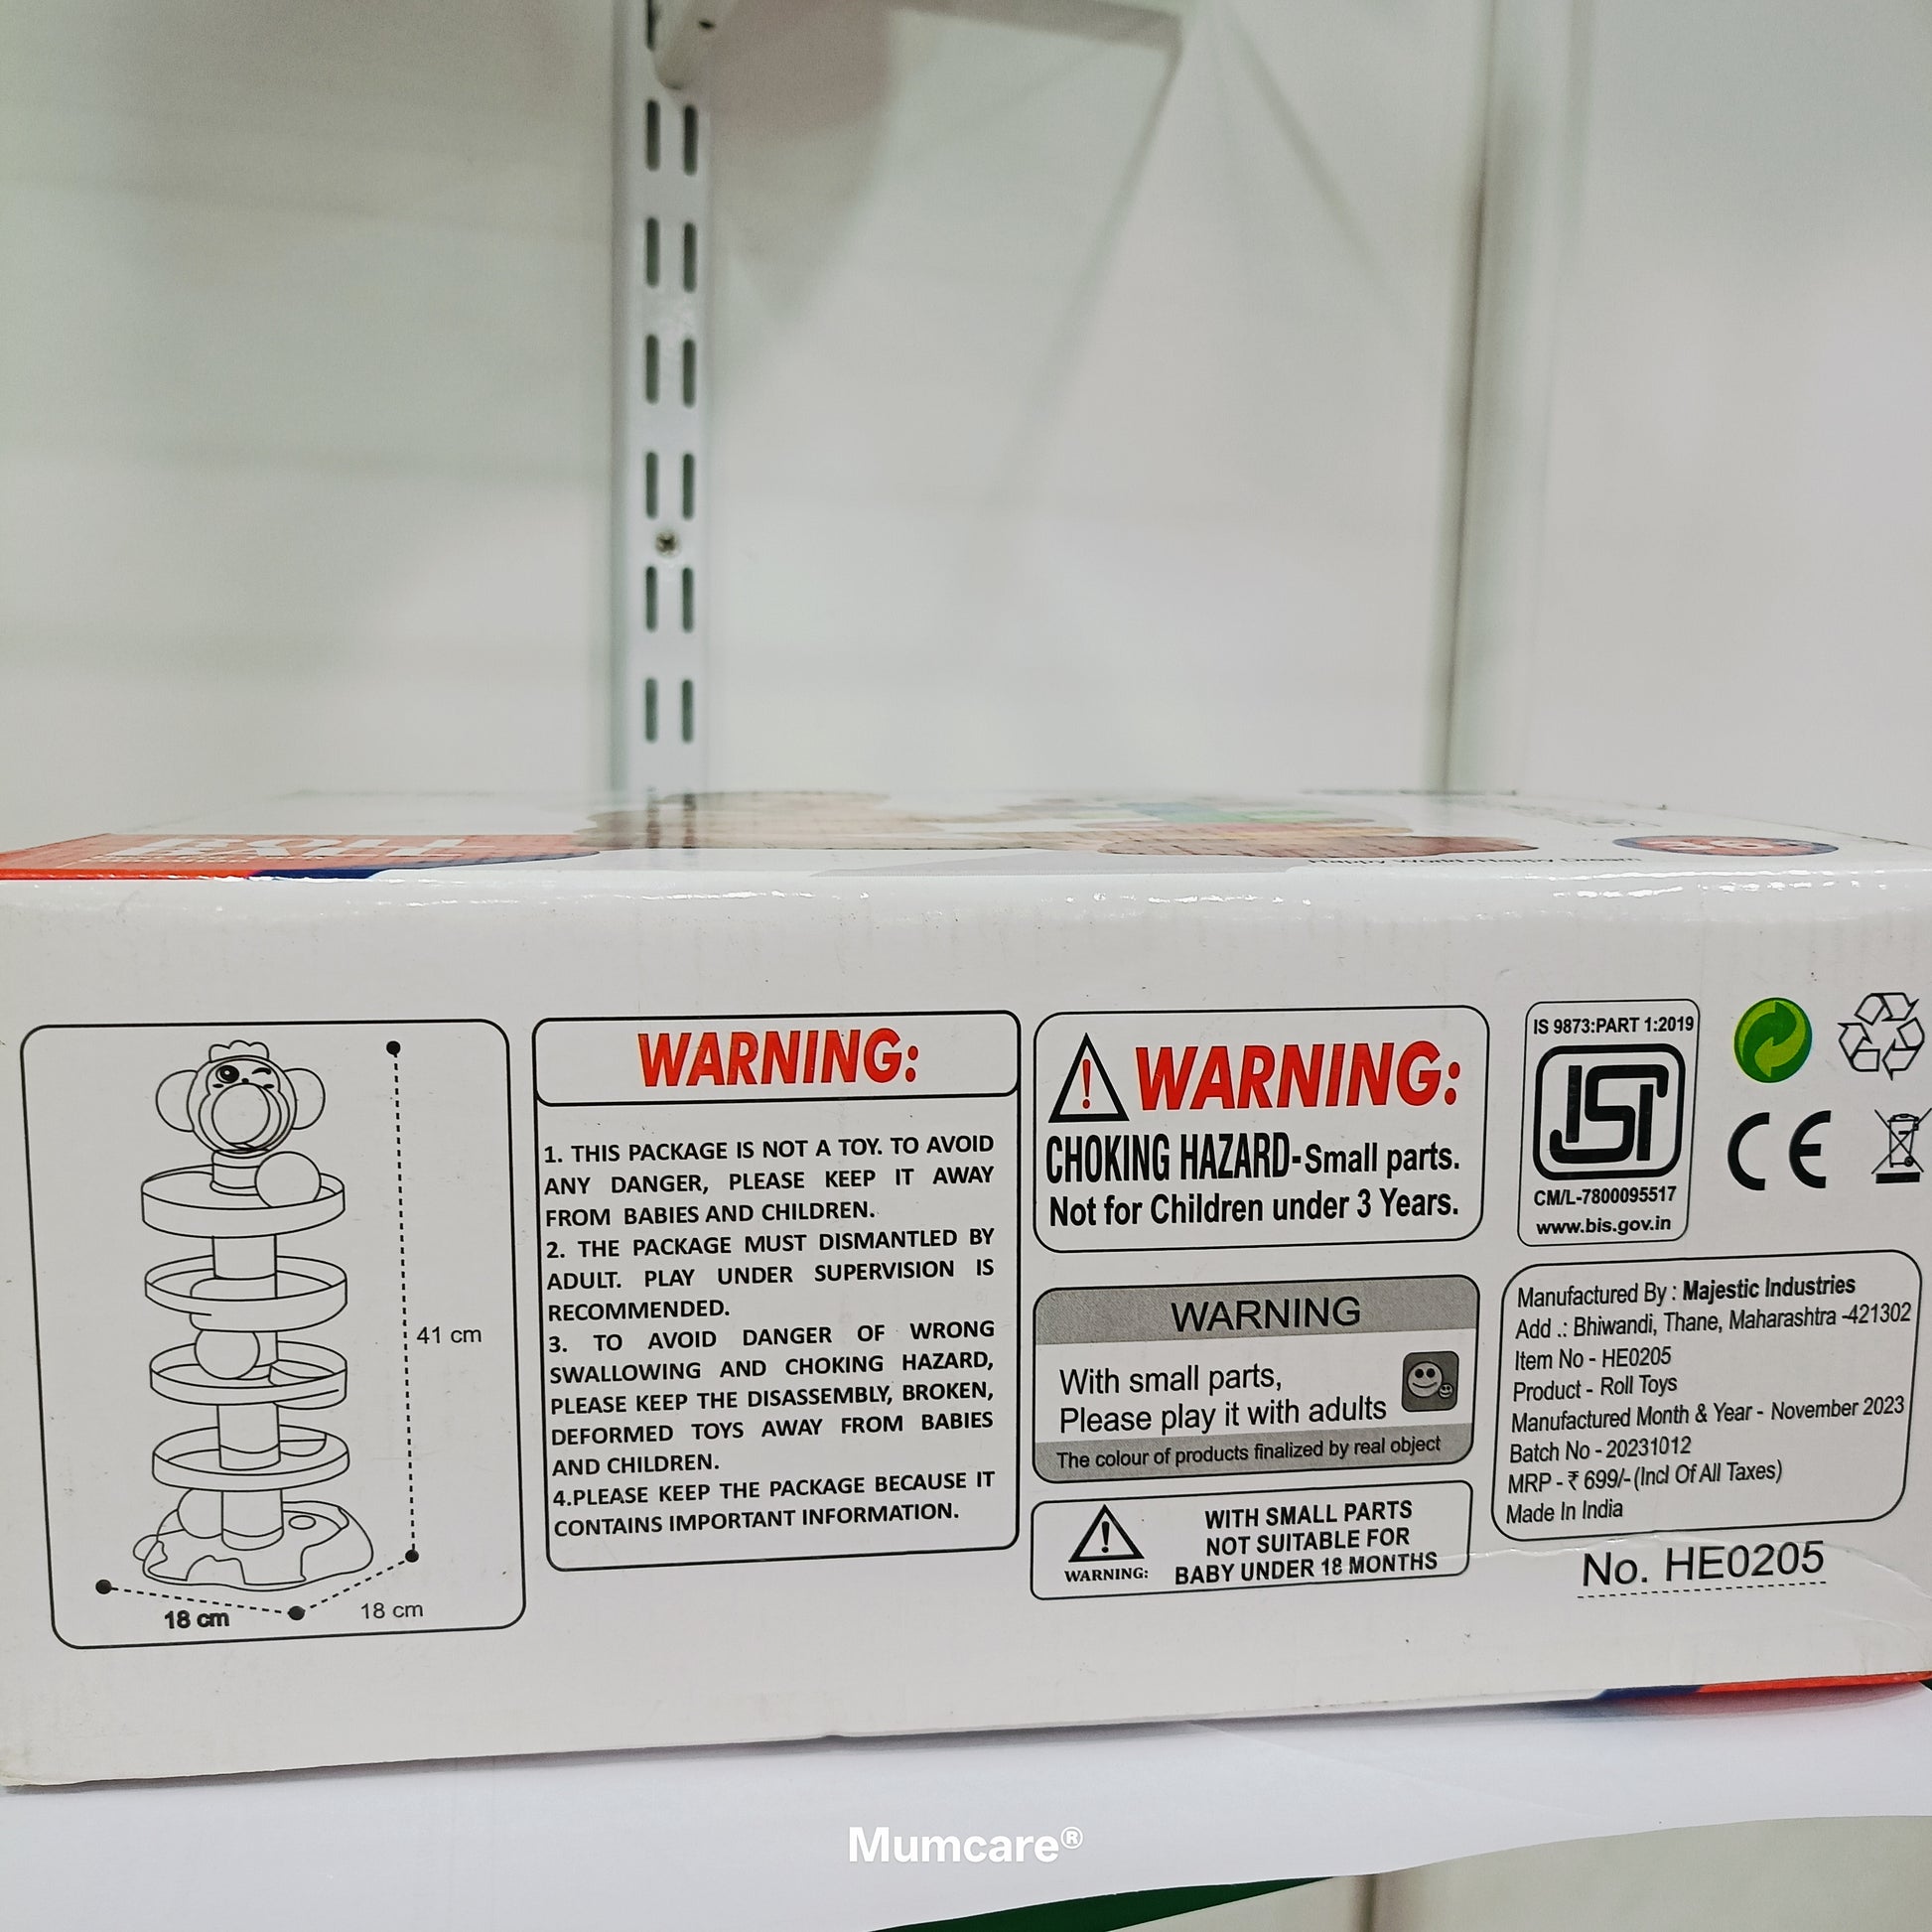 ROLL
Happy World·Happy Dream
41 cm
18 cm
18 cm
WARNING:
1. THIS PACKAGE IS NOT A TOY. TO AVOID
ANY DANGER, PLEASE KEEP IT AWAY
FROM BABIES AND CHILDREN.
2. THE PACKAGE MUST DISMANTLED BY
ADULT. PLAY UNDER SUPERVISION IS
RECOMMENDED.
3. TO AVOID DANGER OF WRONG
SWALLOWING AND CHOKING HAZARD,
PLEASE KEEP THE DISASSEMBLY, BROKEN,
DEFORMED TOYS AWAY FROM BABIES
AND CHILDREN.
4.PLEASE KEEP THE PACKAGE BECAUSE IT
CONTAINS IMPORTANT INFORMATION.
WARNING:
CHOKING HAZARD-Small parts.
Not for Children under 3 Years.
WARNING
With small parts,
Please play it with adults
The colour of products finalized by real object
WARNING:
WITH SMALL PARTS
NOT SUITABLE FOR
BABY UNDER 18 MONTHS
IS 9873:PART 1:2019
ISI
CM/L-7800095517
www.bis.gov.in
CE
Manufactured By : Majestic Industries
Add .: Bhiwandi, Thane, Maharashtra -421302
Item No - HE0205
Product - Roll Toys
Manufactured Month & Year - November 2023
Batch No - 20231012
MRP - ₹ 699/- (Incl Of All Taxes)
Made In India
No. HE0205
Mumcare®